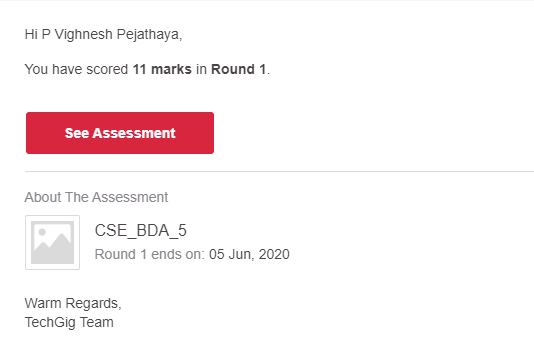 Hi P Vighnesh Pejathaya,
You have scored 11 marks in Round 1.
See Assessment
About The Assessment
CSE_BDA_5
Round 1 ends on: 05 Jun, 2020
Warm Regards,
TechGig Team